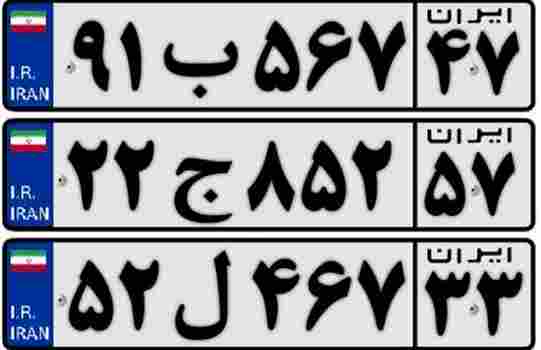 I.R.
IRAN
۹۱ ب ۵۶۷
ایران
۴۷
I.R.
IRAN
۲۲ ج ۸۵۲
ایران
۵۷
I.R.
IRAN
۵۲ ل ۴۶۷
ایران
۳۳